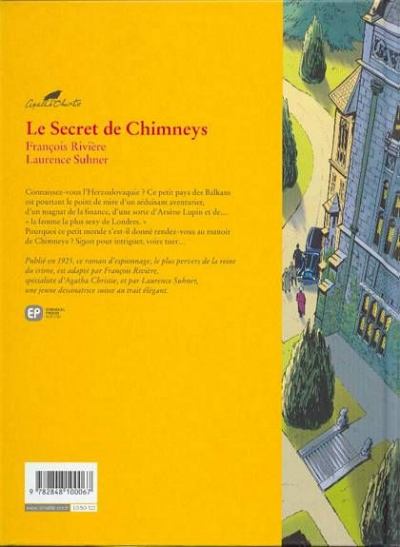 Agatha Christie
Le Secret de Chimneys
François Rivière
Laurence Suhner
Connaissez-vous l'Herzoslovaquie ? Ce petit pays des Balkans
est pourtant le point de mire d'un séduisant aventurier,
d'un magnat de la finance, d'une sorte d'Arsène Lupin et de...
« la femme la plus sexy de Londres. »
Pourquoi ce petit monde s'est-il donné rendez-vous au manoir
de Chimneys ? Sinon pour intriguer, voire tuer...
Publié en 1925, ce roman d'espionnage, le plus pervers de la reine
du crime, est adapté par François Rivière,
spécialiste d'Agatha Christie, et par Laurence Suhner,
une jeune dessinatrice suisse au trait élégant.
EP
9 782848 100067